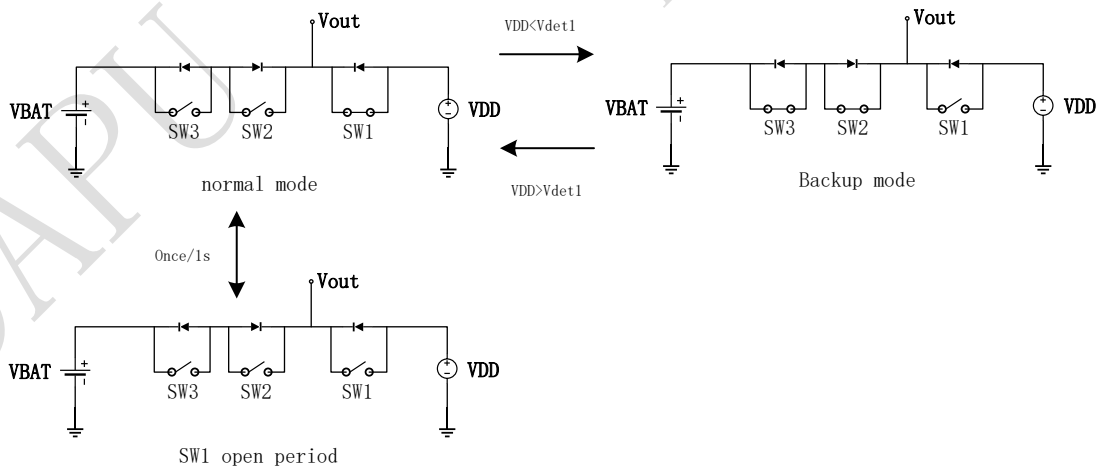 Vout
VBAT
SW3
SW2
SW1
VDD
normal mode
VDD<Vdet1
VDD>Vdet1
Vout
VBAT
SW3
SW2
SW1
VDD
Backup mode
Once/1s
Vout
VBAT
SW3
SW2
SW1
VDD
SW1 open period
DAPU